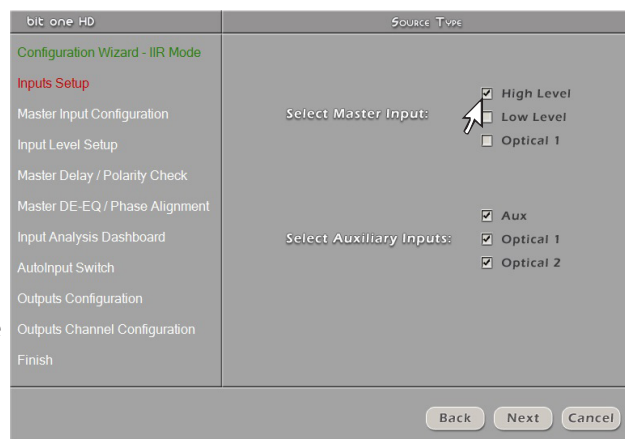 bit one HD
Source Type
Configuration Wizard - IIR Mode
Inputs Setup
Master Input Configuration
Input Level Setup
Master Delay / Polarity Check
Master DE-EQ / Phase Alignment
Input Analysis Dashboard
AutoInput Switch
Outputs Configuration
Outputs Channel Configuration
Finish
Select Master Input:
High Level
Low Level
Optical 1
Select Auxiliary Inputs:
Aux
Optical 1
Optical 2
Back
Next
Cancel